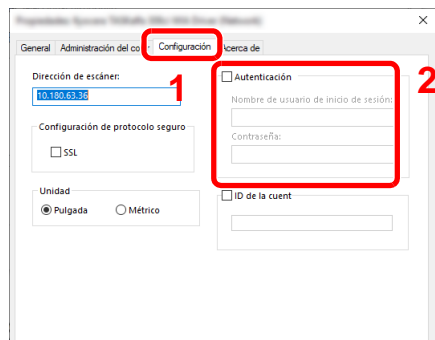 General
Administración del co
Configuración
Acerca de
1
2
Dirección de escáner:
10.180.63.36
Configuración de protocolo seguro
SSL
Unidad
Pulgada
Métrico
Autenticación
Nombre de usuario de inicio de sesión:
Contraseña:
ID de la cuent